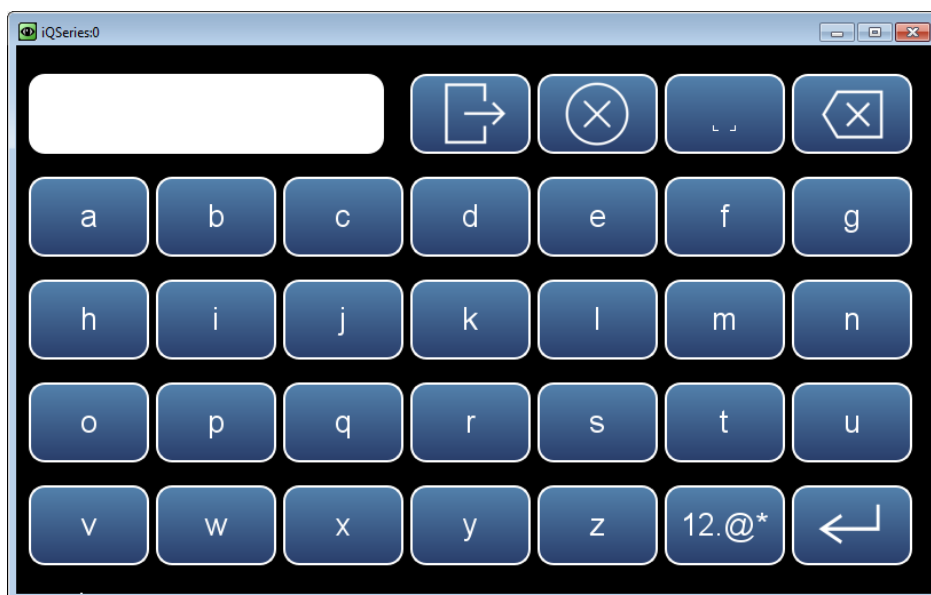 iQSeries:0
a b c d e f g
h i j k l m n
o p q r s t u
v w x y z 12.@*